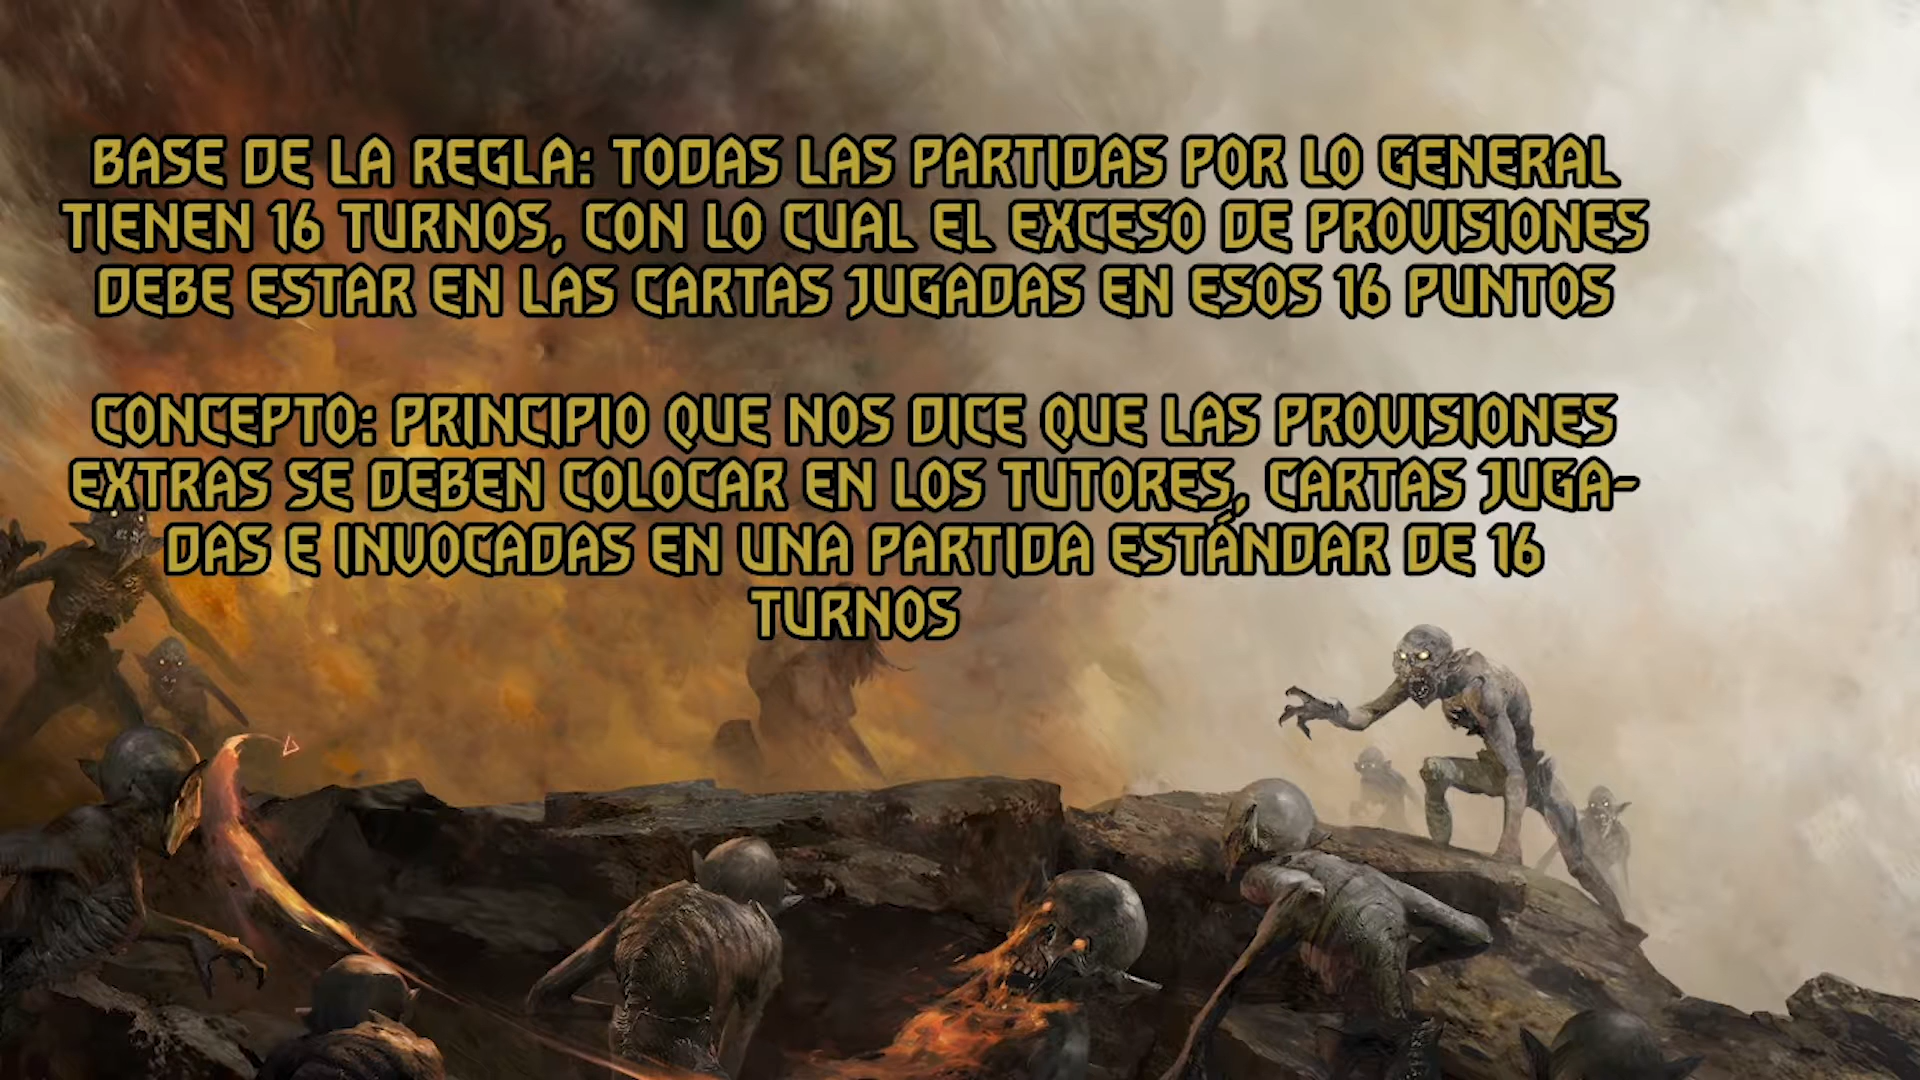 BASE DE LA REGLA: TODAS LAS PARTIDAS POR LO GENERAL
TIENEN 16 TURNOS, CON LO CUAL EL EXCESO DE PROVISIONES
DEBE ESTAR EN LAS CARTAS JUGADAS EN ESOS 16 PUNTOS
CONCEPTO: PRINCIPIO QUE NOS DICE QUE LAS PROVISIONES
EXTRAS SE DEBEN COLOCAR EN LOS TUTORES, CARTAS JUGA-
DAS E INVOCADAS EN UNA PARTIDA ESTÁNDAR DE 16
TURNOS